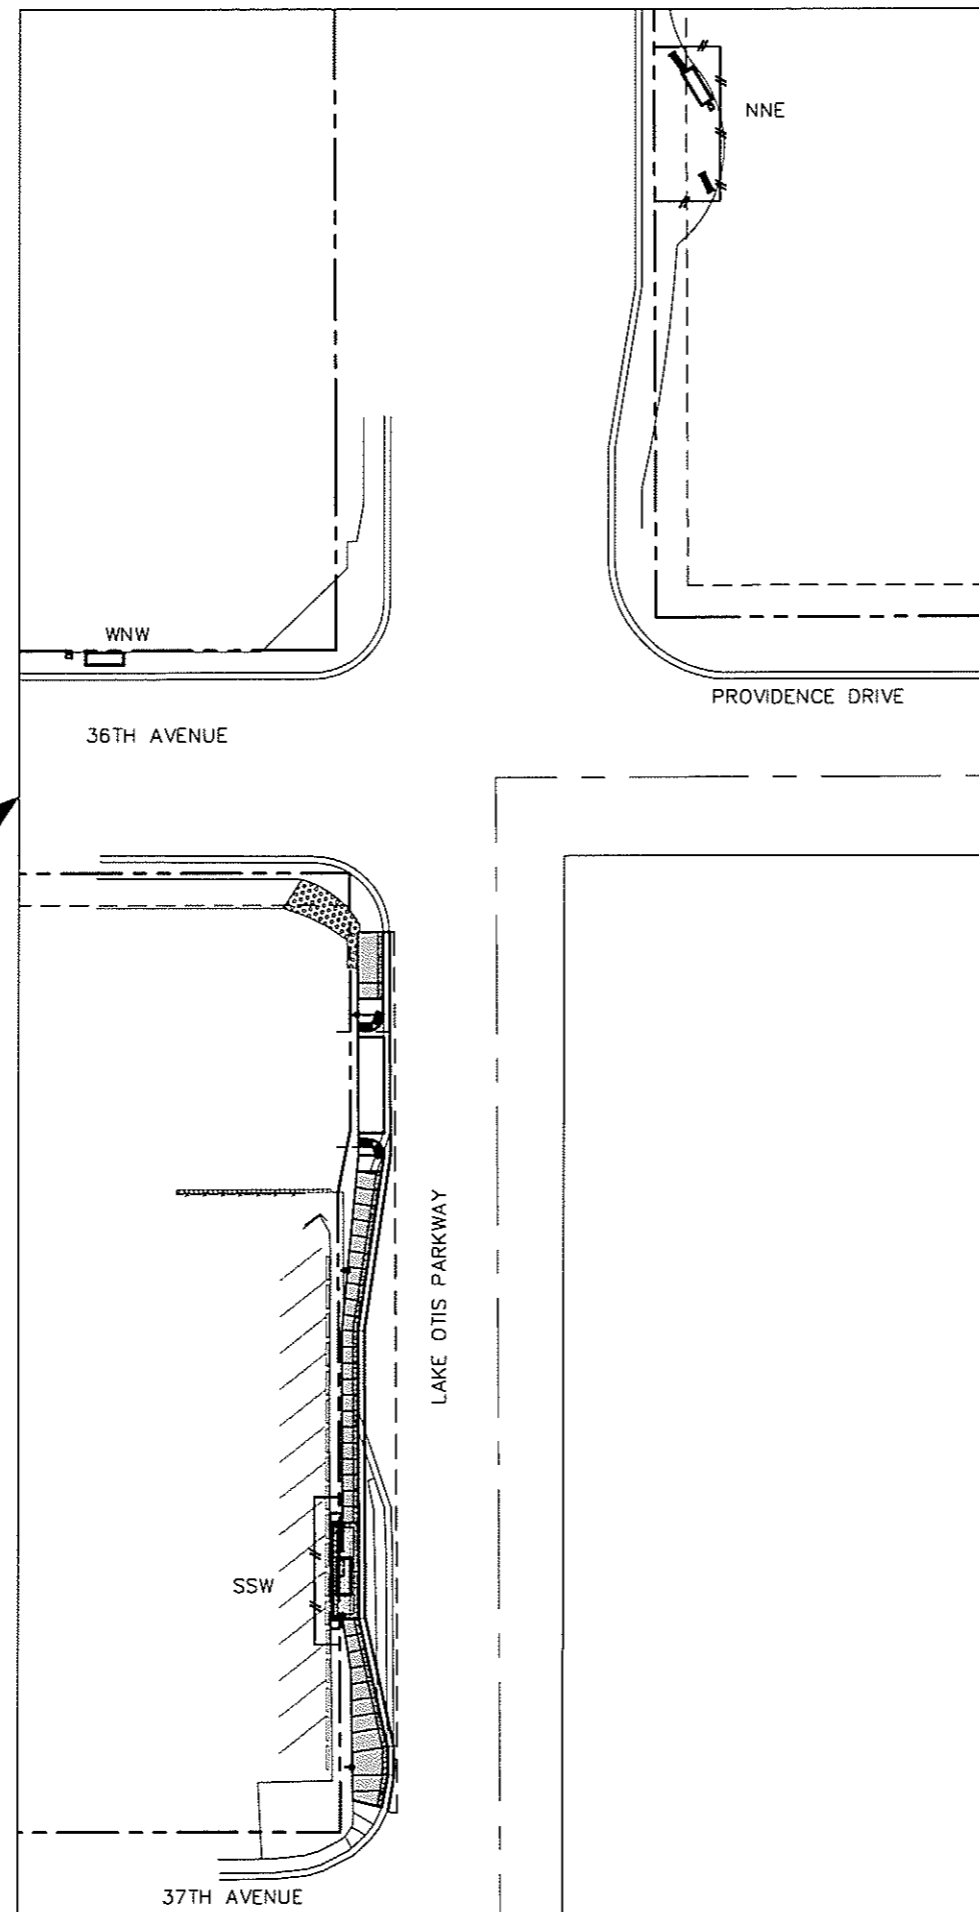 NNE
WNW
PROVIDENCE DRIVE
36TH AVENUE
LAKE OTIS PARKWAY
SSW
37TH AVENUE